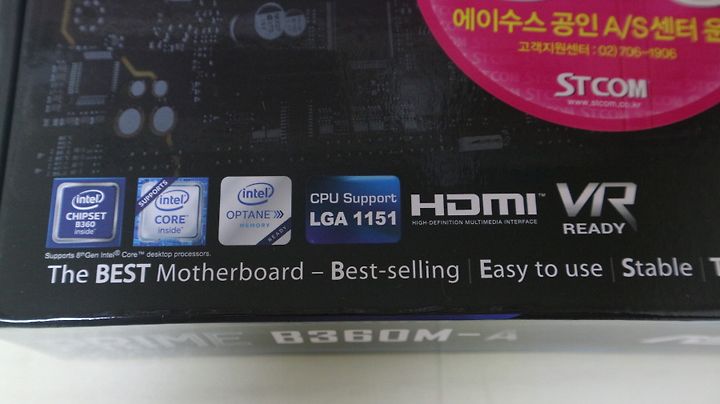 에이수스 공인 A/S센터 운
고객지원센터 : 02) 706-1906
STCOM
www.stcom.co.kr
intel
CHIPSET
B360
inside
SUPPORTS
intel
CORE
inside
intel
OPTANE
MEMORY
READY
CPU Support
LGA 1151
HDMI
HIGH-DEFINITION MULTIMEDIA INTERFACE
VR
READY
Supports 8th Gen Intel® Core™ desktop processors.
The BEST Motherboard – Best-selling | Easy to use | Stable | T
PRIME B360M-A